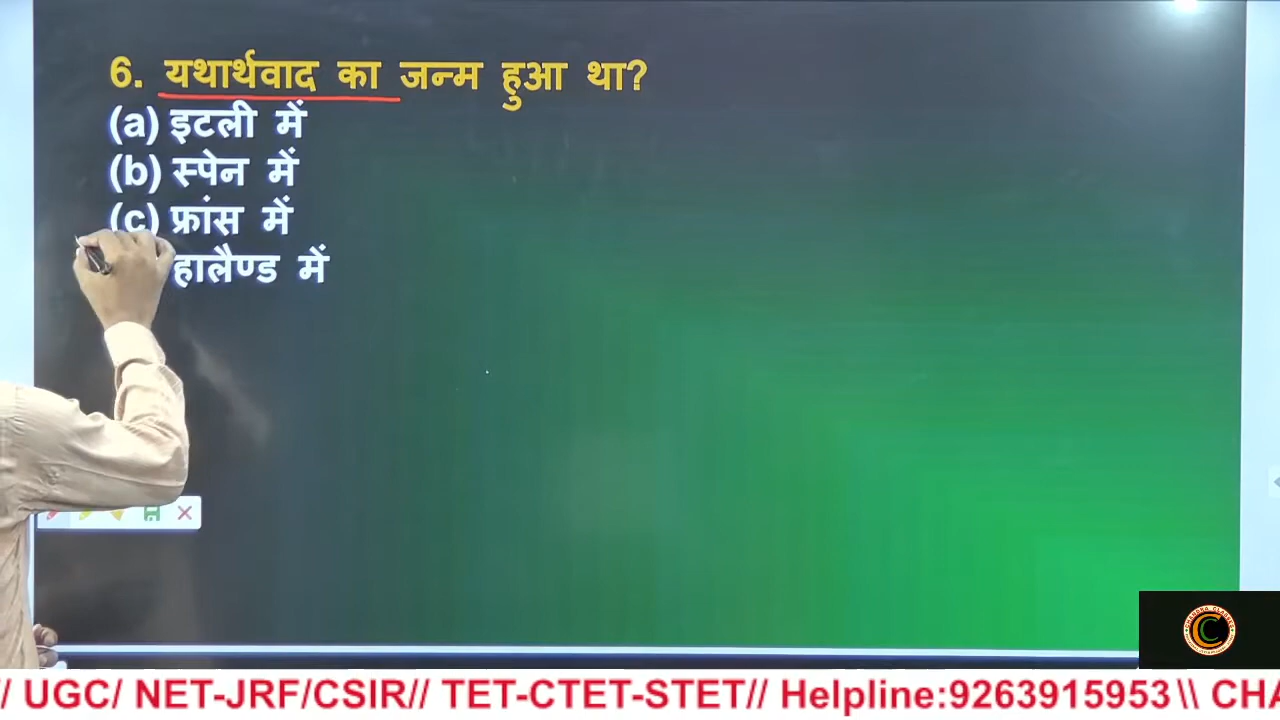 6. यथार्थवाद का जन्म हुआ था?
(a) इटली में
(b) स्पेन में
(c) फ्रांस में
हालैण्ड में
// UGC/ NET-JRF/CSIR// TET-CTET-STET// Helpline:9263915953 \\ CHA